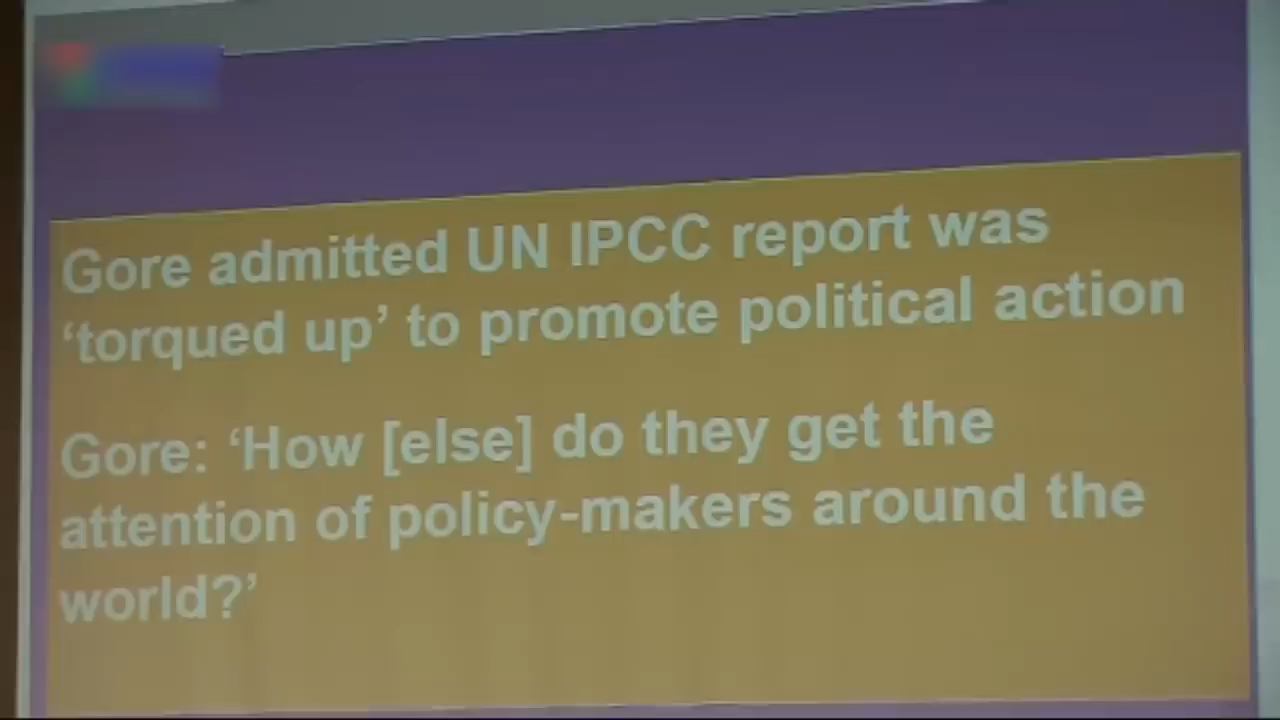 Gore admitted UN IPCC report was
‘torqued up’ to promote political action
Gore: ‘How [else] do they get the
attention of policy-makers around the
world?’